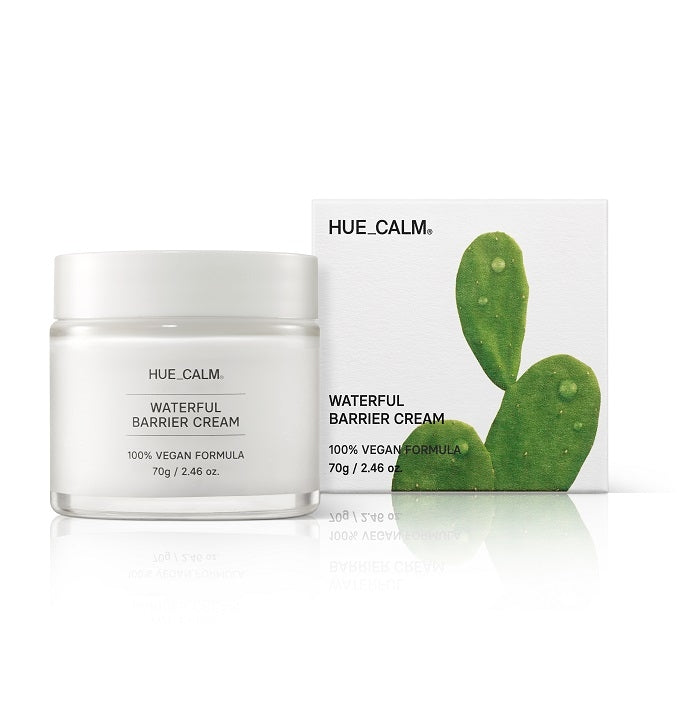 HUE_CALM®
WATERFUL
BARRIER CREAM
100% VEGAN FORMULA
70g / 2.46 oz.
HUE_CALM®
WATERFUL
BARRIER CREAM
100% VEGAN FORMULA
70g / 2.46 oz.